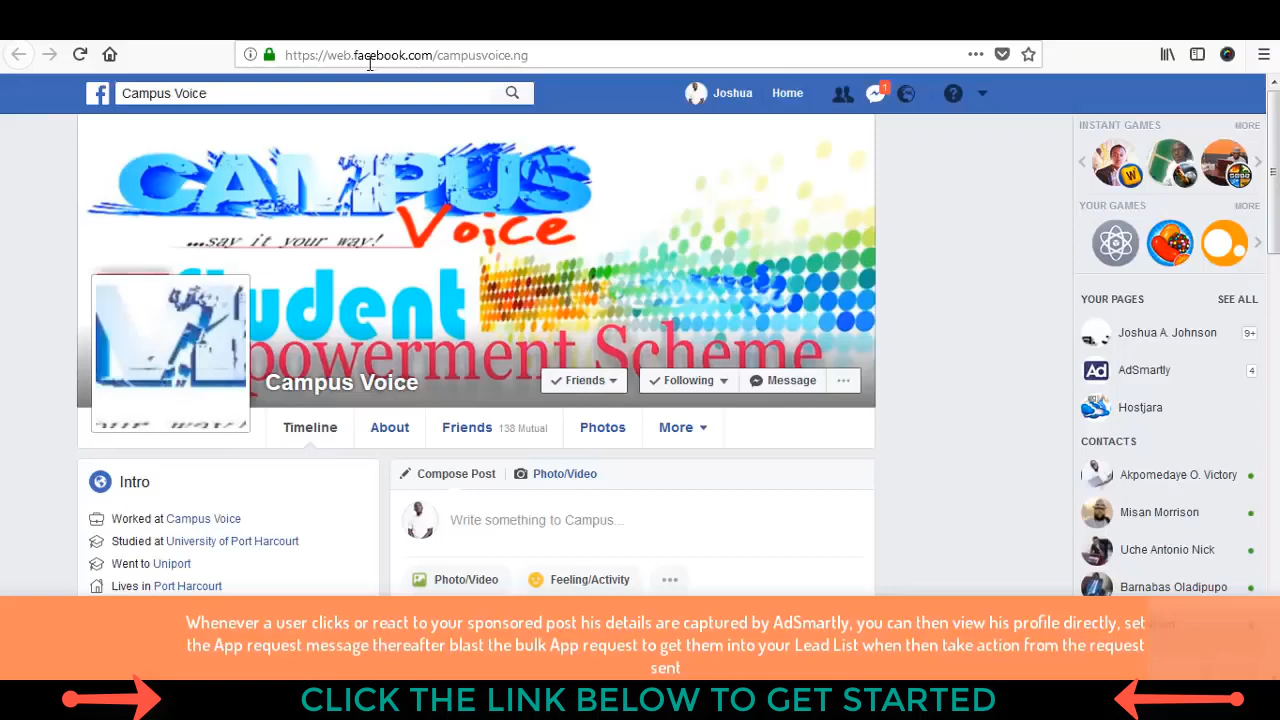 https://web.facebook.com/campusvoice.ng
Campus Voice
Joshua
Home
1
CAMPUS
Voice
...say it your way!
Student
Empowerment Scheme
Campus Voice
Friends
Following
Message
Timeline
About
Friends 138 Mutual
Photos
More
Intro
Worked at Campus Voice
Studied at University of Port Harcourt
Went to Uniport
Lives in Port Harcourt
Compose Post
Photo/Video
Write something to Campus...
Photo/Video
Feeling/Activity
INSTANT GAMES
MORE
W
YOUR GAMES
MORE
YOUR PAGES
SEE ALL
Joshua A. Johnson
9+
Ad
AdSmartly
4
Hostjara
CONTACTS
Akpomedaye O. Victory
Misan Morrison
Uche Antonio Nick
Barnabas Oladipupo
Whenever a user clicks or react to your sponsored post his details are captured by AdSmartly, you can then view his profile directly, set
the App request message thereafter blast the bulk App request to get them into your Lead List when then take action from the request
sent
CLICK THE LINK BELOW TO GET STARTED